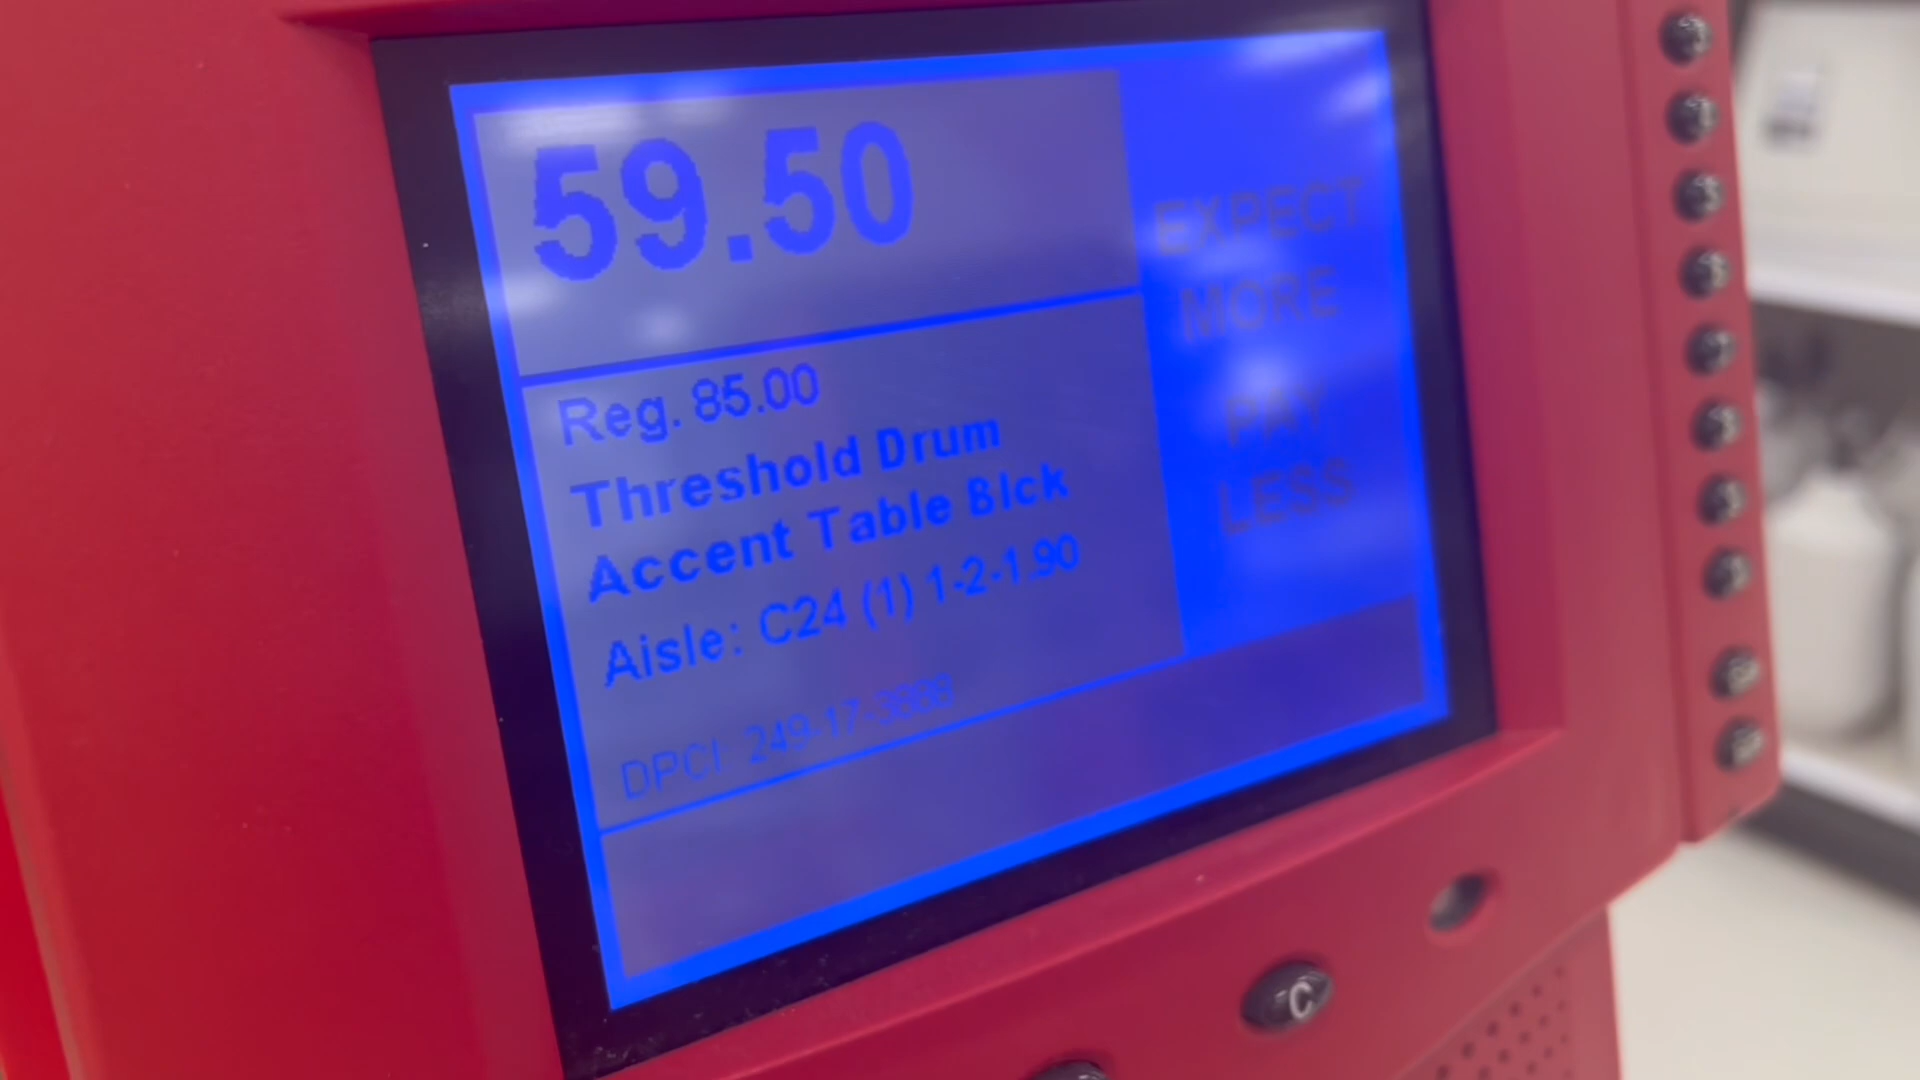 59.50
Reg. 85.00
Threshold Drum
Accent Table Blck
Aisle: C24 (1) 1-2-1.90
DPCI: 249-17-3888
EXPECT
MORE
PAY
LESS
C